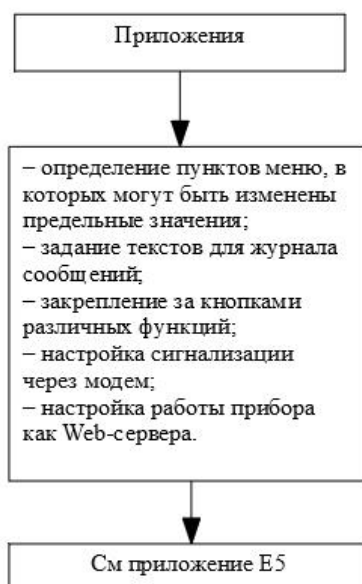 Приложения
– определение пунктов меню, в
которых могут быть изменены
предельные значения;
– задание текстов для журнала
сообщений;
– закрепление за кнопками
различных функций;
– настройка сигнализации
через модем;
– настройка работы прибора
как Web-сервера.
См приложение Е5